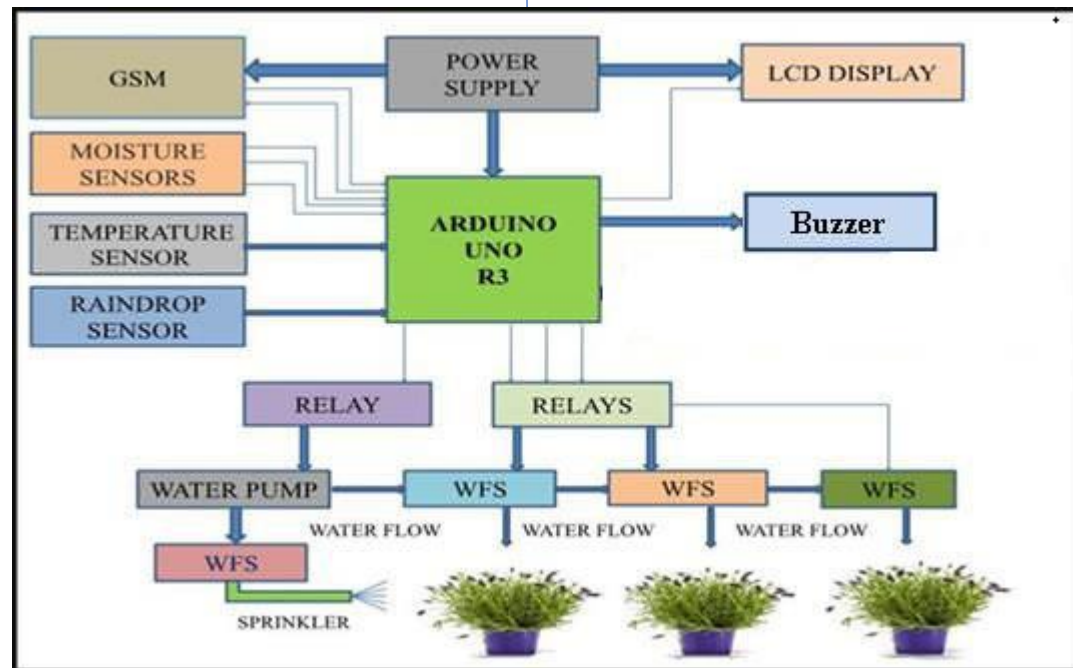 GSM
POWER
SUPPLY
LCD DISPLAY
MOISTURE
SENSORS
TEMPERATURE
SENSOR
RAINDROP
SENSOR
ARDUINO
UNO
R3
Buzzer
RELAY
RELAYS
WATER PUMP
WFS
WFS
WFS
WATER FLOW
WATER FLOW
WATER FLOW
WFS
SPRINKLER